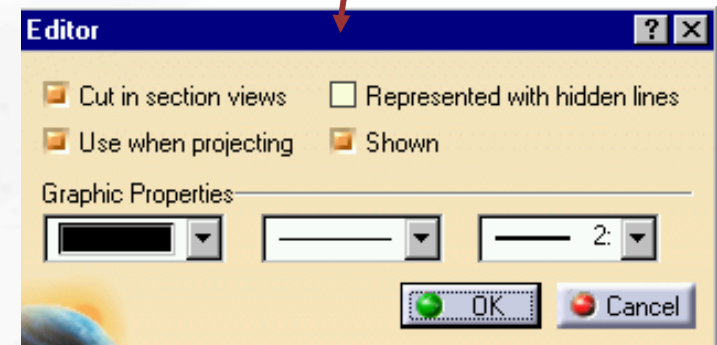 Editor ?
Cut in section views Represented with hidden lines
Use when projecting Shown
Graphic Properties
2:
OK Cancel